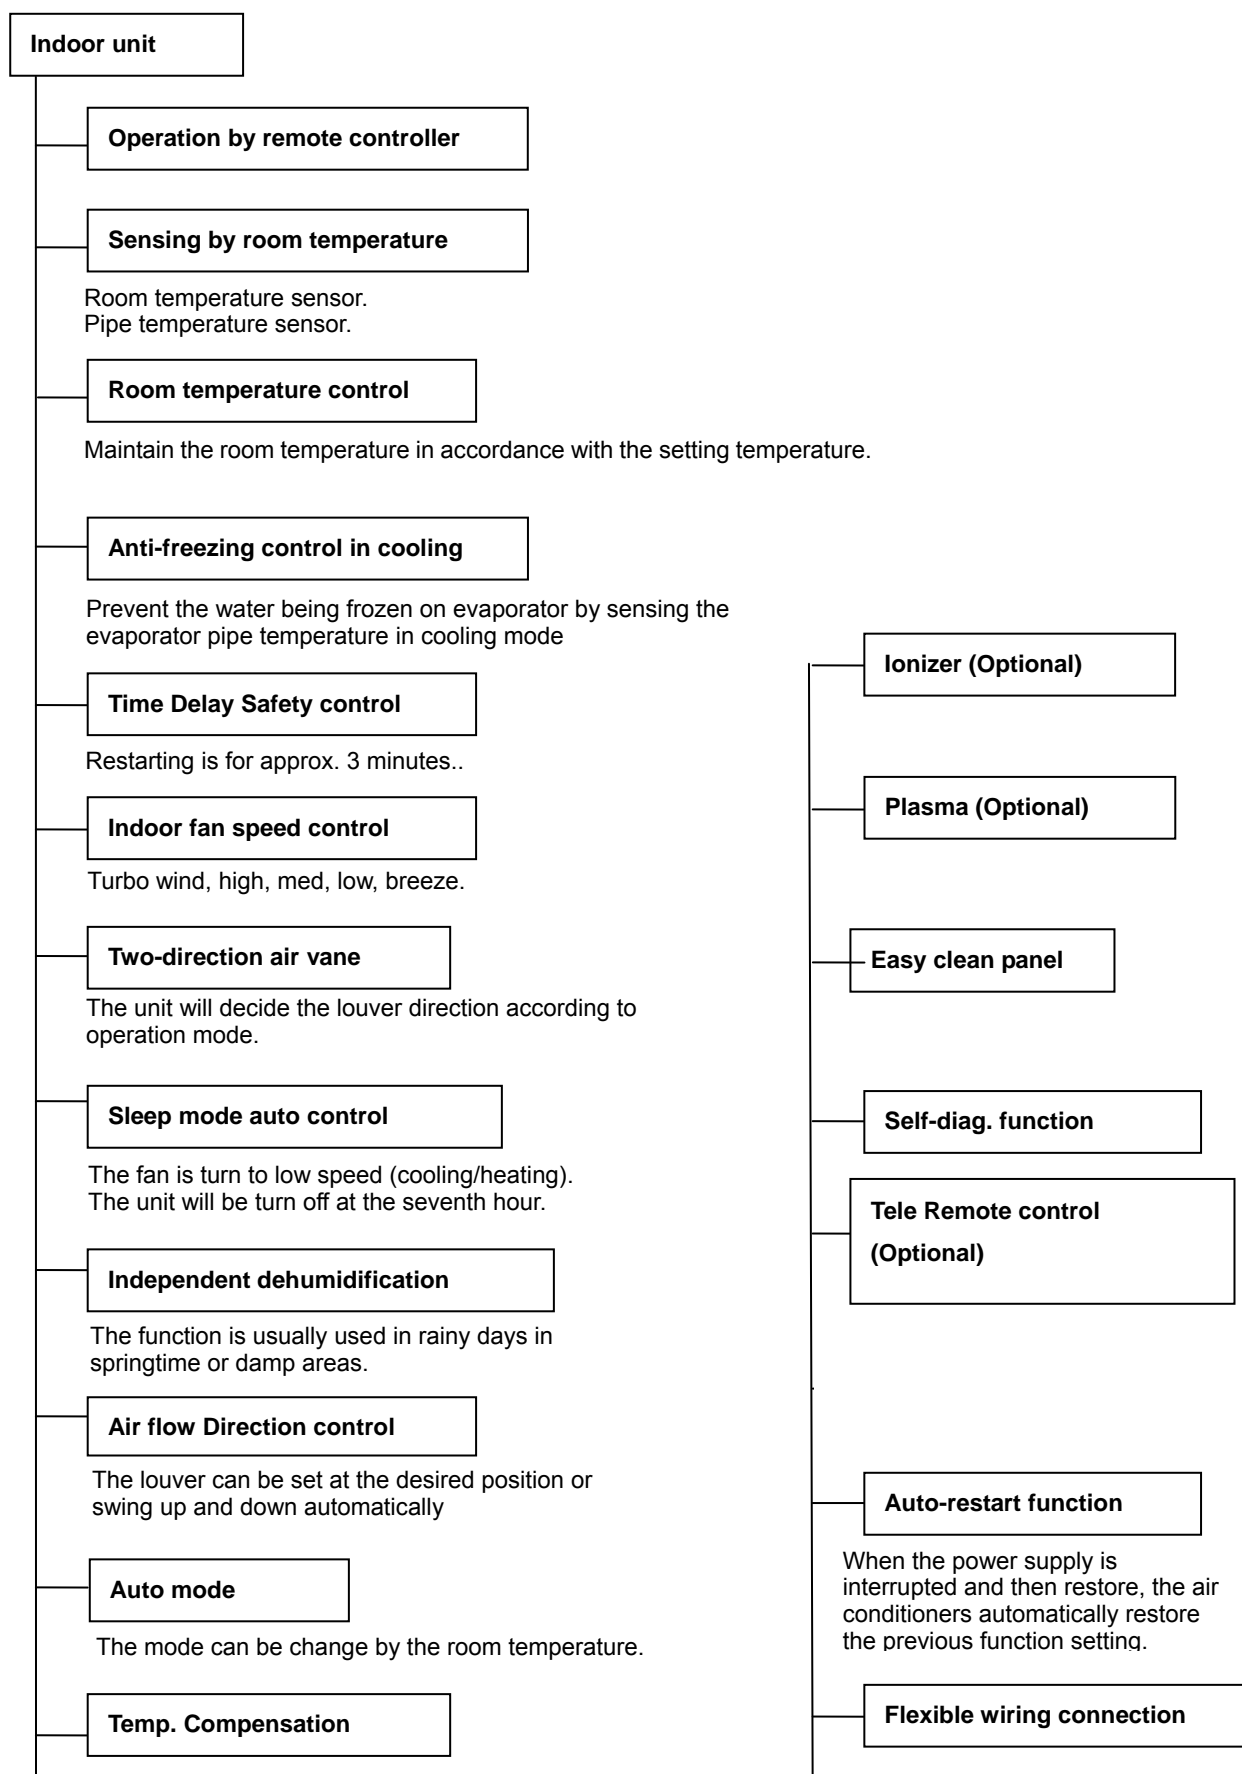 Indoor unit
Operation by remote controller
Sensing by room temperature
Room temperature sensor.
Pipe temperature sensor.
Room temperature control
Maintain the room temperature in accordance with the setting temperature.
Anti-freezing control in cooling
Prevent the water being frozen on evaporator by sensing the
evaporator pipe temperature in cooling mode
Time Delay Safety control
Restarting is for approx. 3 minutes..
Indoor fan speed control
Turbo wind, high, med, low, breeze.
Two-direction air vane
The unit will decide the louver direction according to
operation mode.
Sleep mode auto control
The fan is turn to low speed (cooling/heating).
The unit will be turn off at the seventh hour.
Independent dehumidification
The function is usually used in rainy days in
springtime or damp areas.
Air flow Direction control
The louver can be set at the desired position or
swing up and down automatically
Auto mode
The mode can be change by the room temperature.
Temp. Compensation
Ionizer (Optional)
Plasma (Optional)
Easy clean panel
Self-diag. function
Tele Remote control
(Optional)
Auto-restart function
When the power supply is
interrupted and then restore, the air
conditioners automatically restore
the previous function setting.
Flexible wiring connection